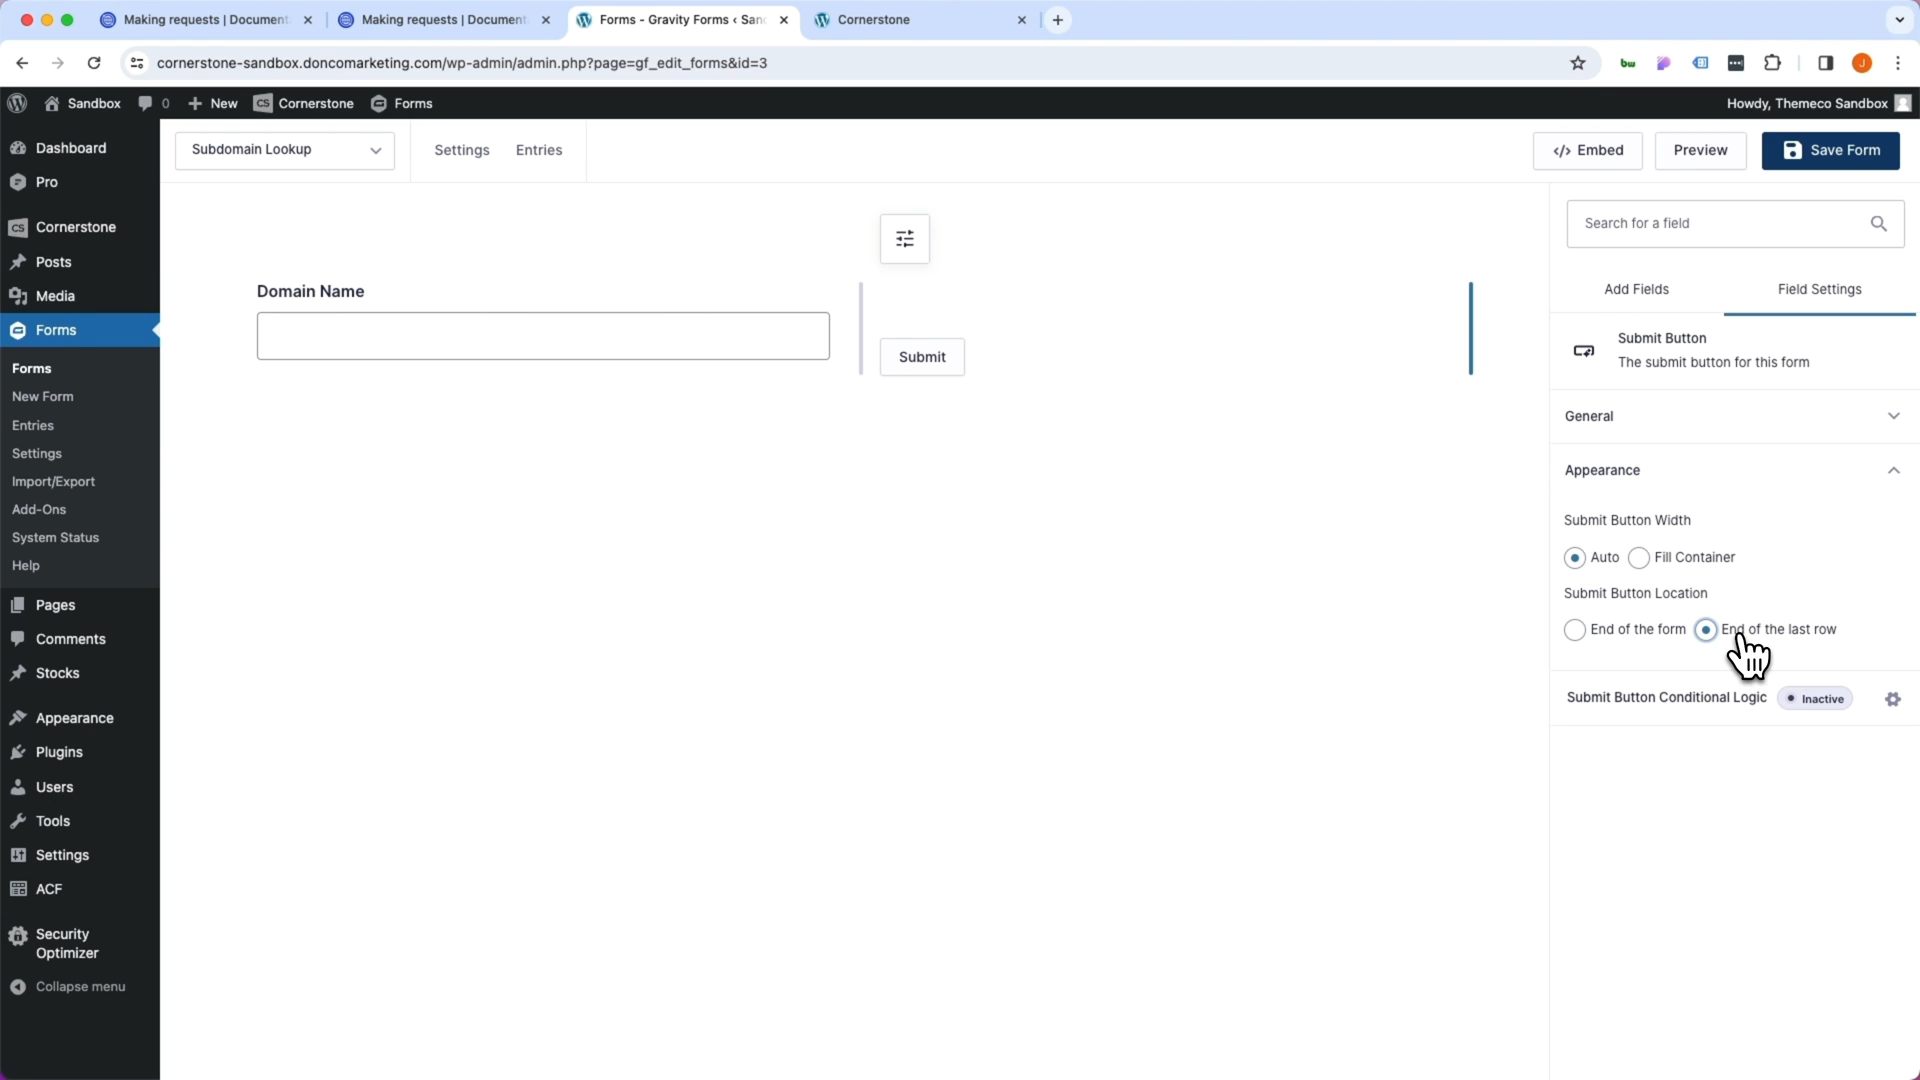 Making requests | Document
Making requests | Document
Forms - Gravity Forms ‹ San
Cornerstone
cornerstone-sandbox.doncomarketing.com/wp-admin/admin.php?page=gf_edit_forms&id=3
bw
J
Sandbox
0
New
CS
Cornerstone
Forms
Howdy, Themeco Sandbox
Dashboard
Pro
CS
Cornerstone
Posts
Media
Forms
Forms
New Form
Entries
Settings
Import/Export
Add-Ons
System Status
Help
Pages
Comments
Stocks
Appearance
Plugins
Users
Tools
Settings
ACF
Security
Optimizer
Collapse menu
Subdomain Lookup
Settings
Entries
</> Embed
Preview
Save Form
Domain Name
Submit
Search for a field
Add Fields
Field Settings
Submit Button
The submit button for this form
General
Appearance
Submit Button Width
Auto
Fill Container
Submit Button Location
End of the form
End of the last row
Submit Button Conditional Logic
Inactive